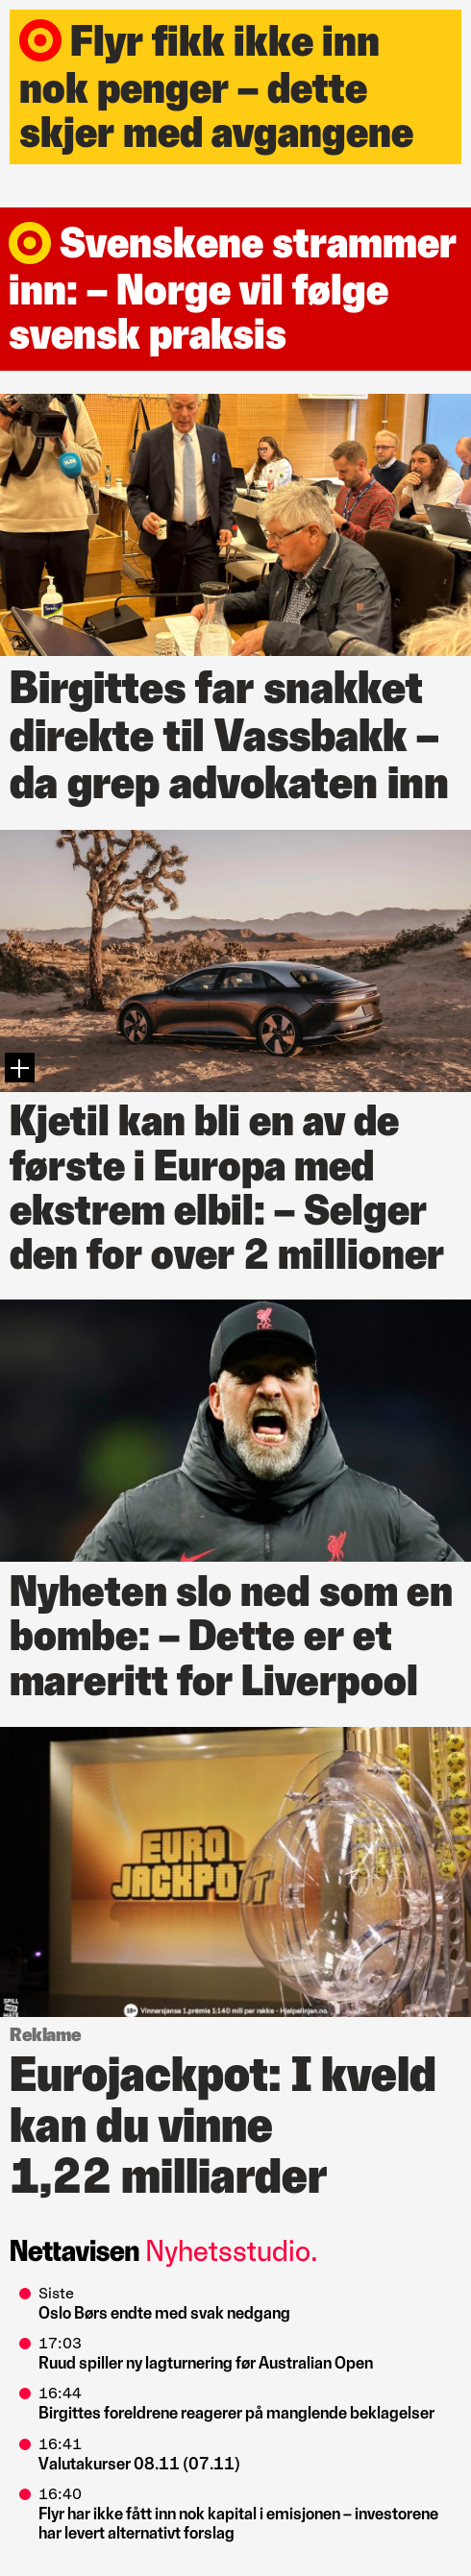 Flyr fikk ikke inn
nok penger – dette
skjer med avgangene
Svenskene strammer
inn: – Norge vil følge
svensk praksis
Birgittes far snakket
direkte til Vassbakk –
da grep advokaten inn
Kjetil kan bli en av de
første i Europa med
ekstrem elbil: – Selger
den for over 2 millioner
Nyheten slo ned som en
bombe: – Dette er et
mareritt for Liverpool
EURO
JACKPOT
18+ Vinnersjanse 1.premie 1:140 mill per rekke - Hjelpelinjen.no.
Reklame
Eurojackpot: I kveld
kan du vinne
1,22 milliarder
Nettavisen Nyhetsstudio.
Siste
Oslo Børs endte med svak nedgang
17:03
Ruud spiller ny lagturnering før Australian Open
16:44
Birgittes foreldrene reagerer på manglende beklagelser
16:41
Valutakurser 08.11 (07.11)
16:40
Flyr har ikke fått inn nok kapital i emisjonen – investorene
har levert alternativt forslag